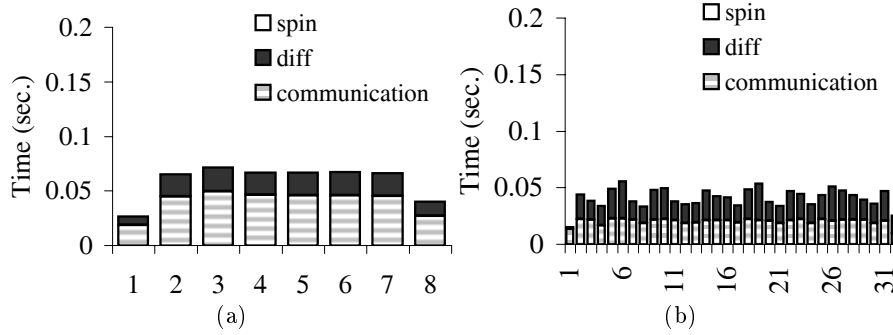 0.2
0.15
0.1
0.05
0
Time (sec.)
spin
diff
communication
1 2 3 4 5 6 7 8
(a)
0.2
0.15
0.1
0.05
0
Time (sec.)
spin
diff
communication
1 6 11 16 21 26 31
(b)